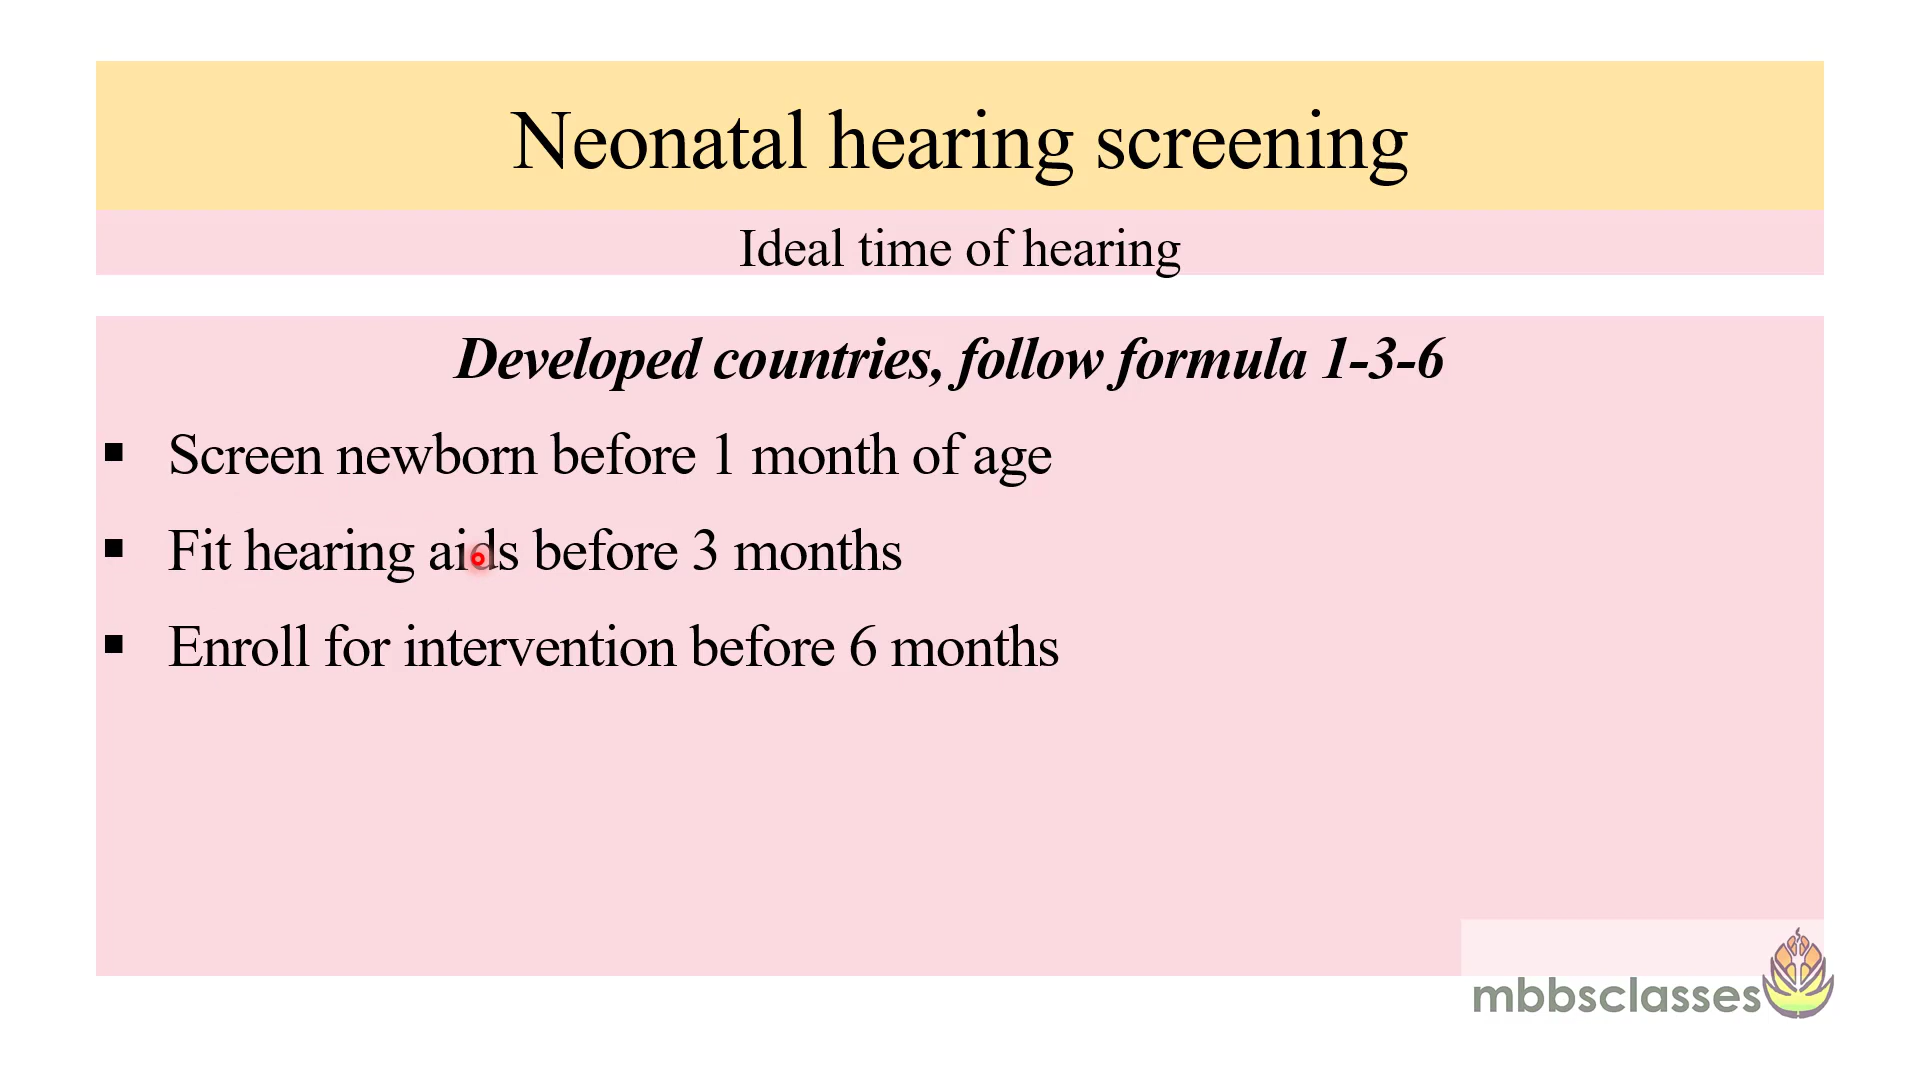 Neonatal hearing screening
Ideal time of hearing
Developed countries, follow formula 1-3-6
▪ Screen newborn before 1 month of age
▪ Fit hearing aids before 3 months
▪ Enroll for intervention before 6 months
mbbsclasses